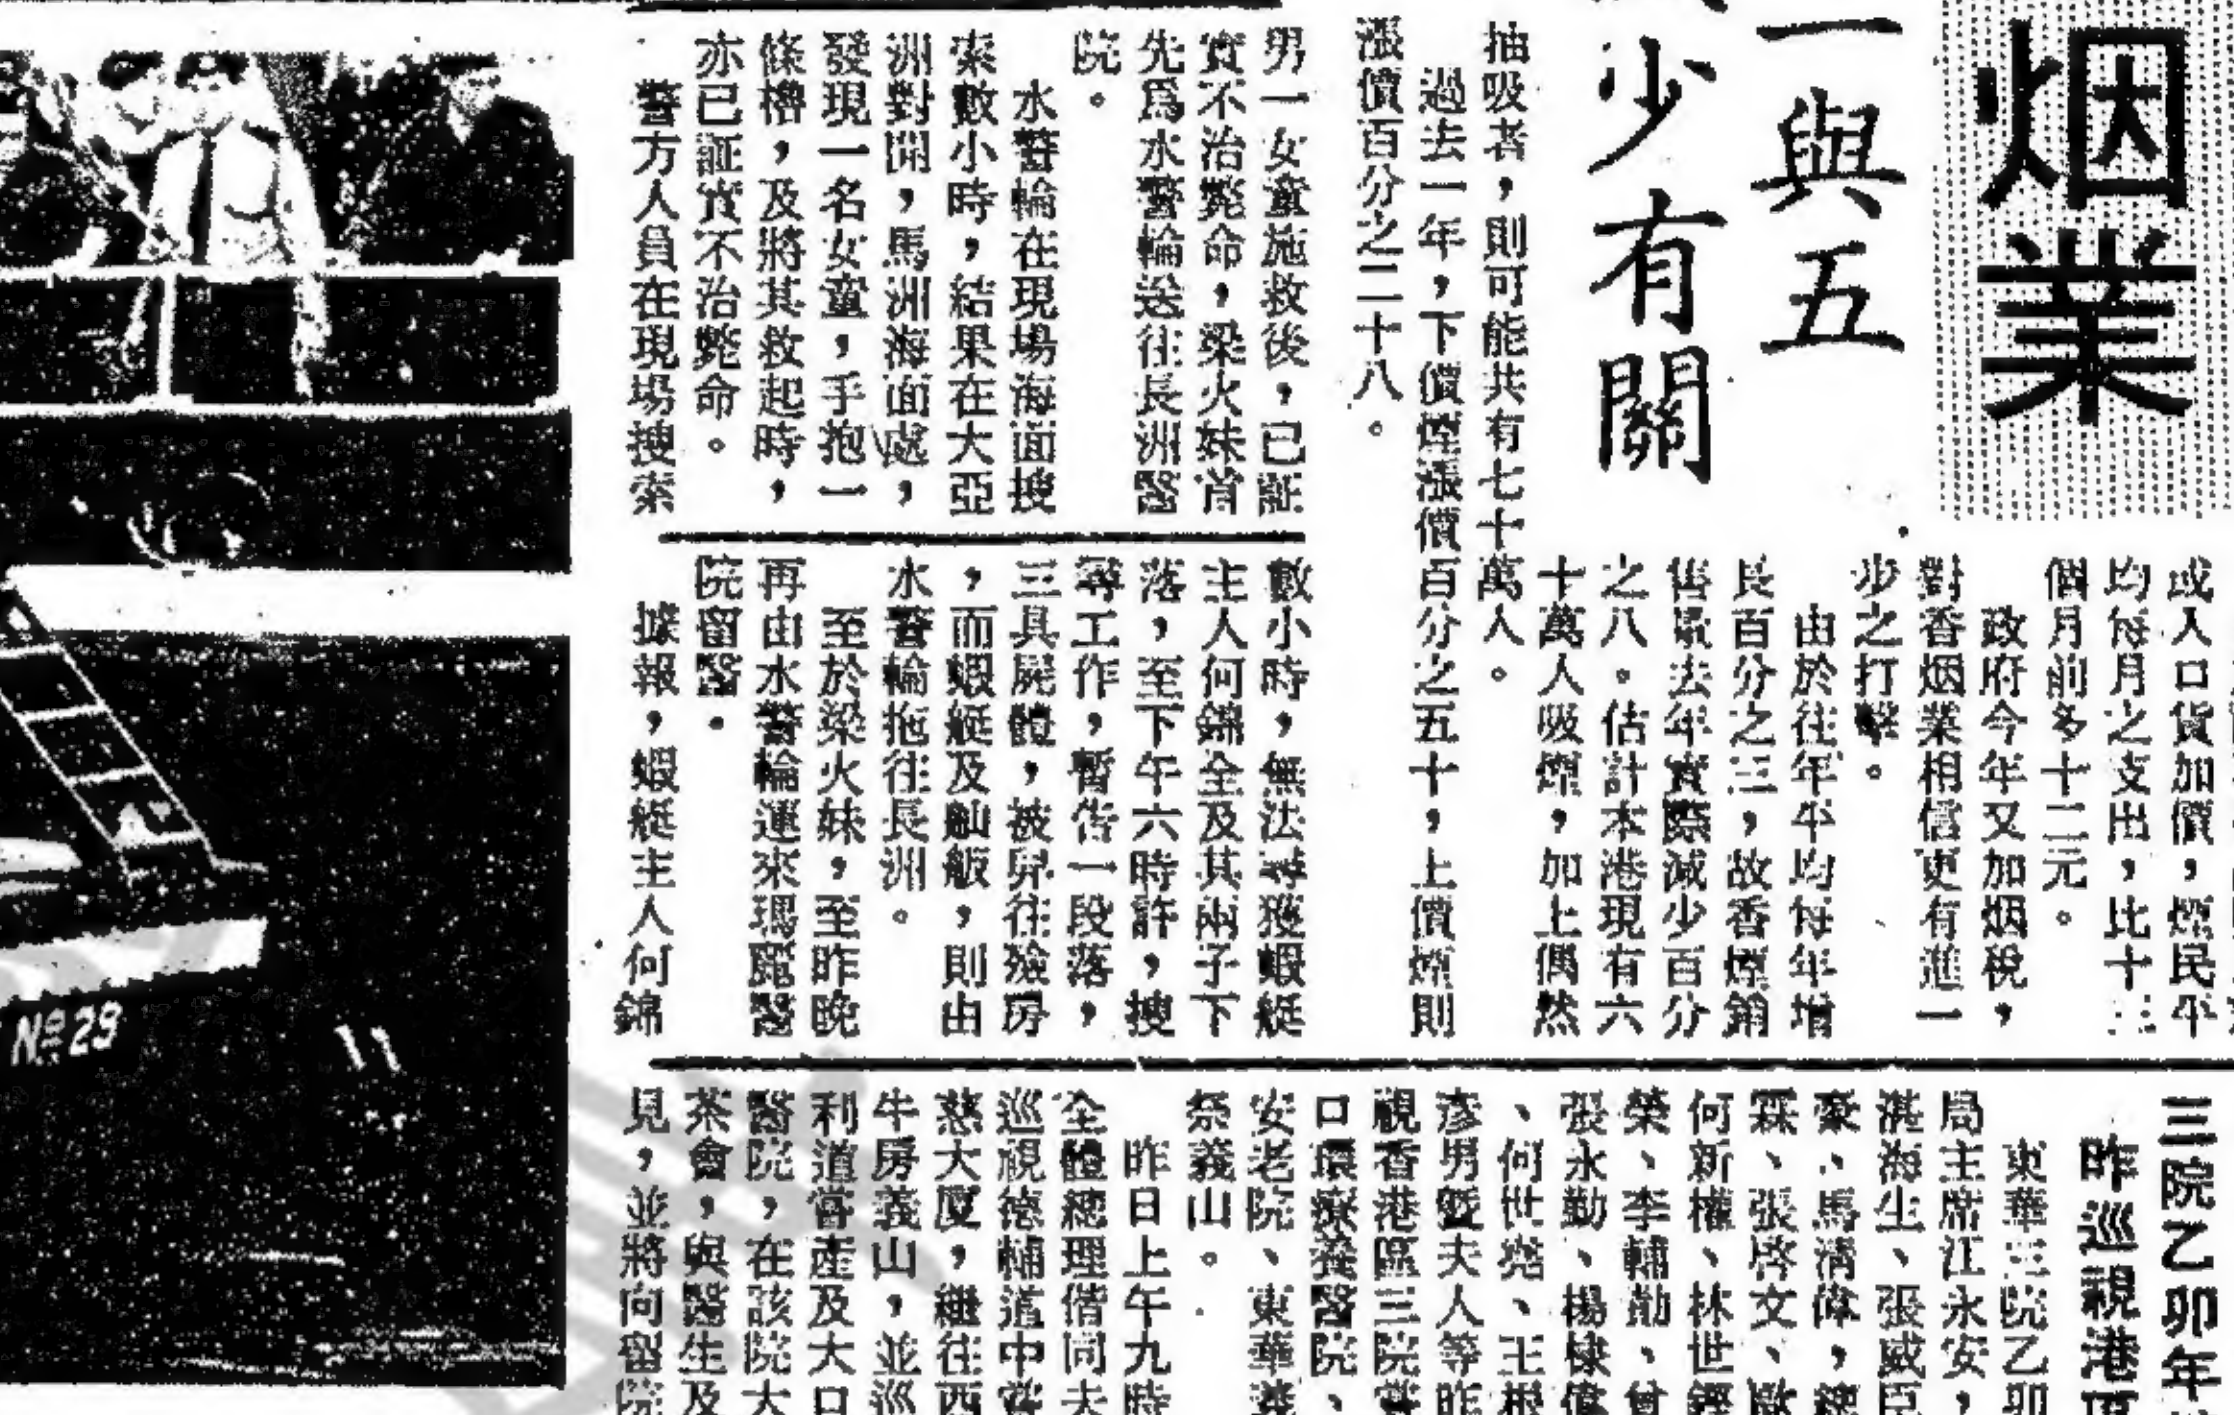 烟業
一與五
少有關
或入口貨加價，煙民平
均每月之支出，比十三
個月前多十二元。
政府今年又加烟稅，
對香烟業相信更有進一
少之打擊。
由於往年平均每年增
長百分之三，故香煙銷
售量去年實際減少百分
之八。估計本港現有六
十萬人吸煙，加上偶然
抽吸者，則可能共有七十萬人。
過去一年，下價煙漲價百分之五十，上價煙則
漲價百分之二十八。
男一女童施救後，已証
實不治斃命，梁火妹首
先爲水警輪送往長洲醫
院。
水警輪在現場海面搜
索數小時，結果在大亞
洲對開，馬洲海面處，
發現一名女童，手抱一
條櫓，及將其救起時，
亦已証實不治斃命。
警方人員在現場搜索
數小時，無法尋獲蝦艇
主人何錦全及其兩子下
落，至下午六時許，搜
尋工作，暫告一段落，
三具屍體，被舁往殮房
，而蝦艇及舢舨，則由
水警輪拖往長洲。
至於梁火妹，至昨晚
再由水警輪運來瑪麗醫
院留醫。
據報，蝦艇主人何錦
三院乙卯年
昨巡視港
東華三院乙卯
局主席江永安，
湛海生、張威臣
豪、馬清偉，
霖、張啓文、歐
何新權、林世鏗
榮、李輔勛、曾
張永勤、楊棣偉
、何世堯、王根
彥男暨夫人等昨
視香港區三院
口環療養醫院、
安老院、東華義
祭義山。
昨日上午九時
全體總理偕同夫
巡視德輔道中
慈大廈，繼往西
牛房義山，並巡
利道嘗產及大口
醫院，在該院大
茶會，與醫生及
見，並將向留院
No 29